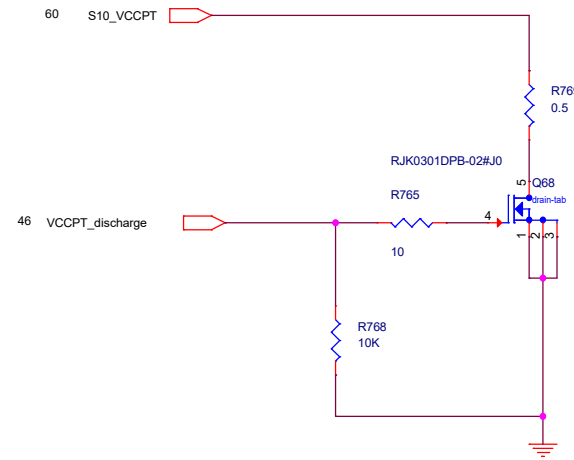 60 S10_VCCPT
0.5
RJK0301DPB-02#J0
5
Q68
drain-tab
R765
4
46 VCCPT_discharge
1
2
3
10
R768
10K